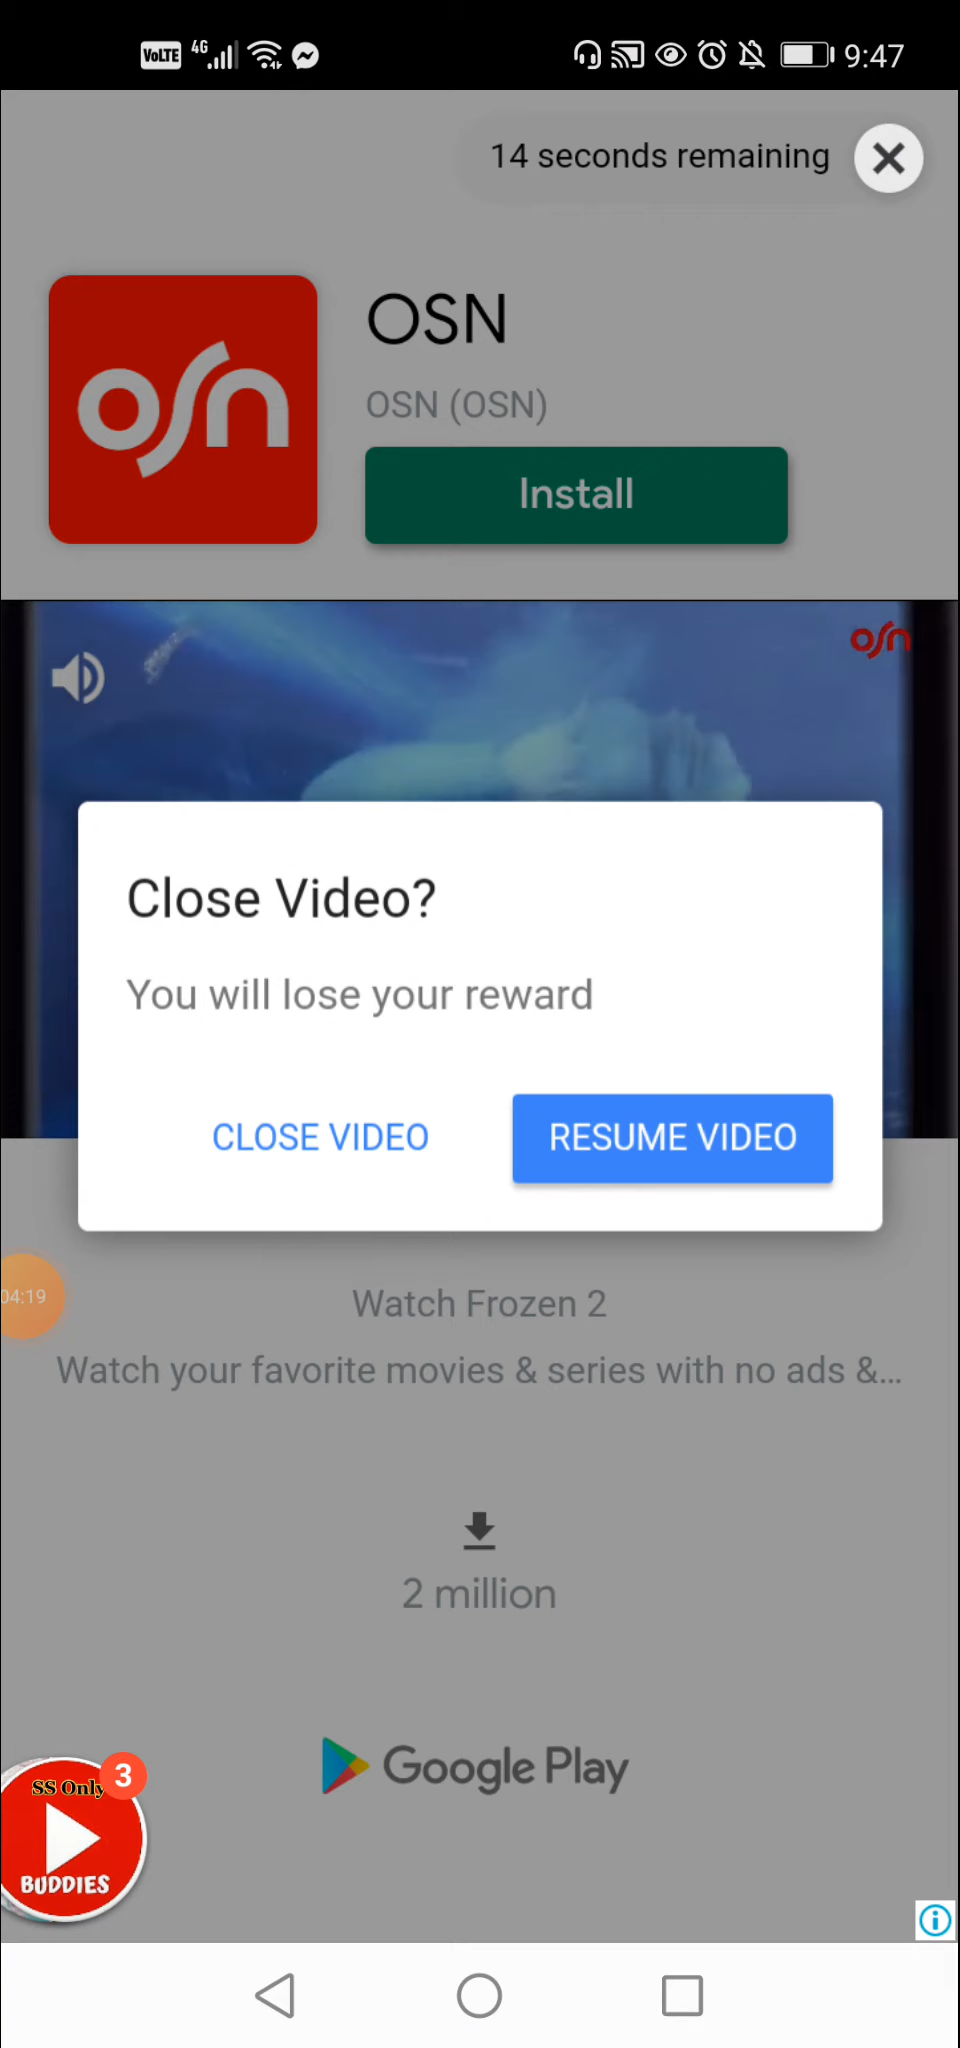 VoLTE 4G 9:47
14 seconds remaining
osn
OSN
OSN (OSN)
Install
osn
Close Video?
You will lose your reward
CLOSE VIDEO RESUME VIDEO
04:19
Watch Frozen 2
Watch your favorite movies & series with no ads &...
2 million
Google Play
SS Only 3
BUDDIES